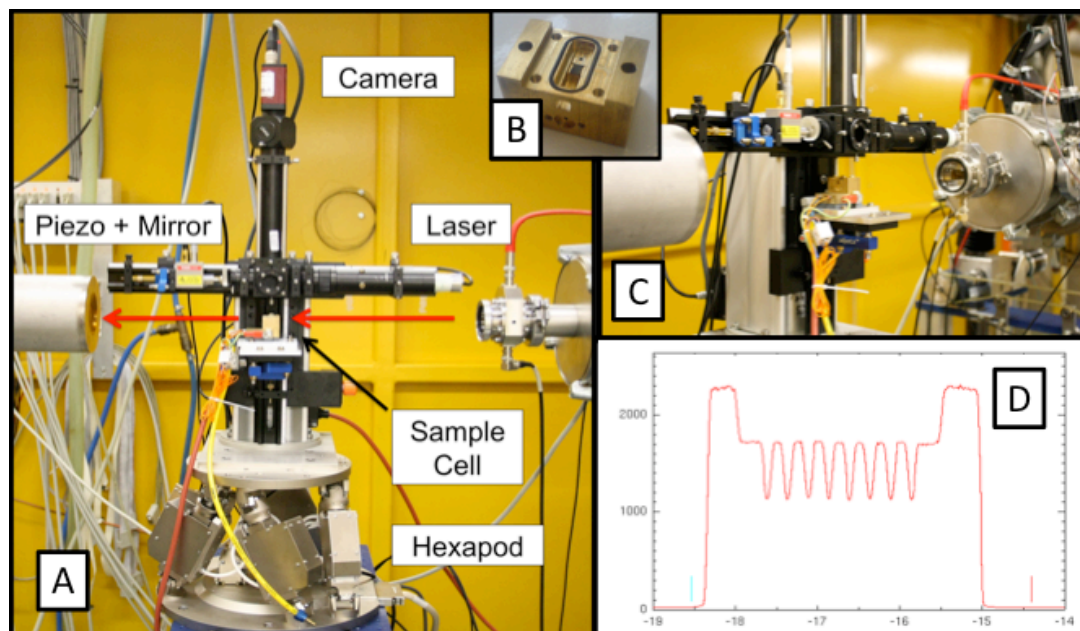 Camera
B
C
Piezo + Mirror
Laser
Sample
Cell
Hexapod
A
D
2000
1000
0
-19
-18
-17
-16
-15
-14